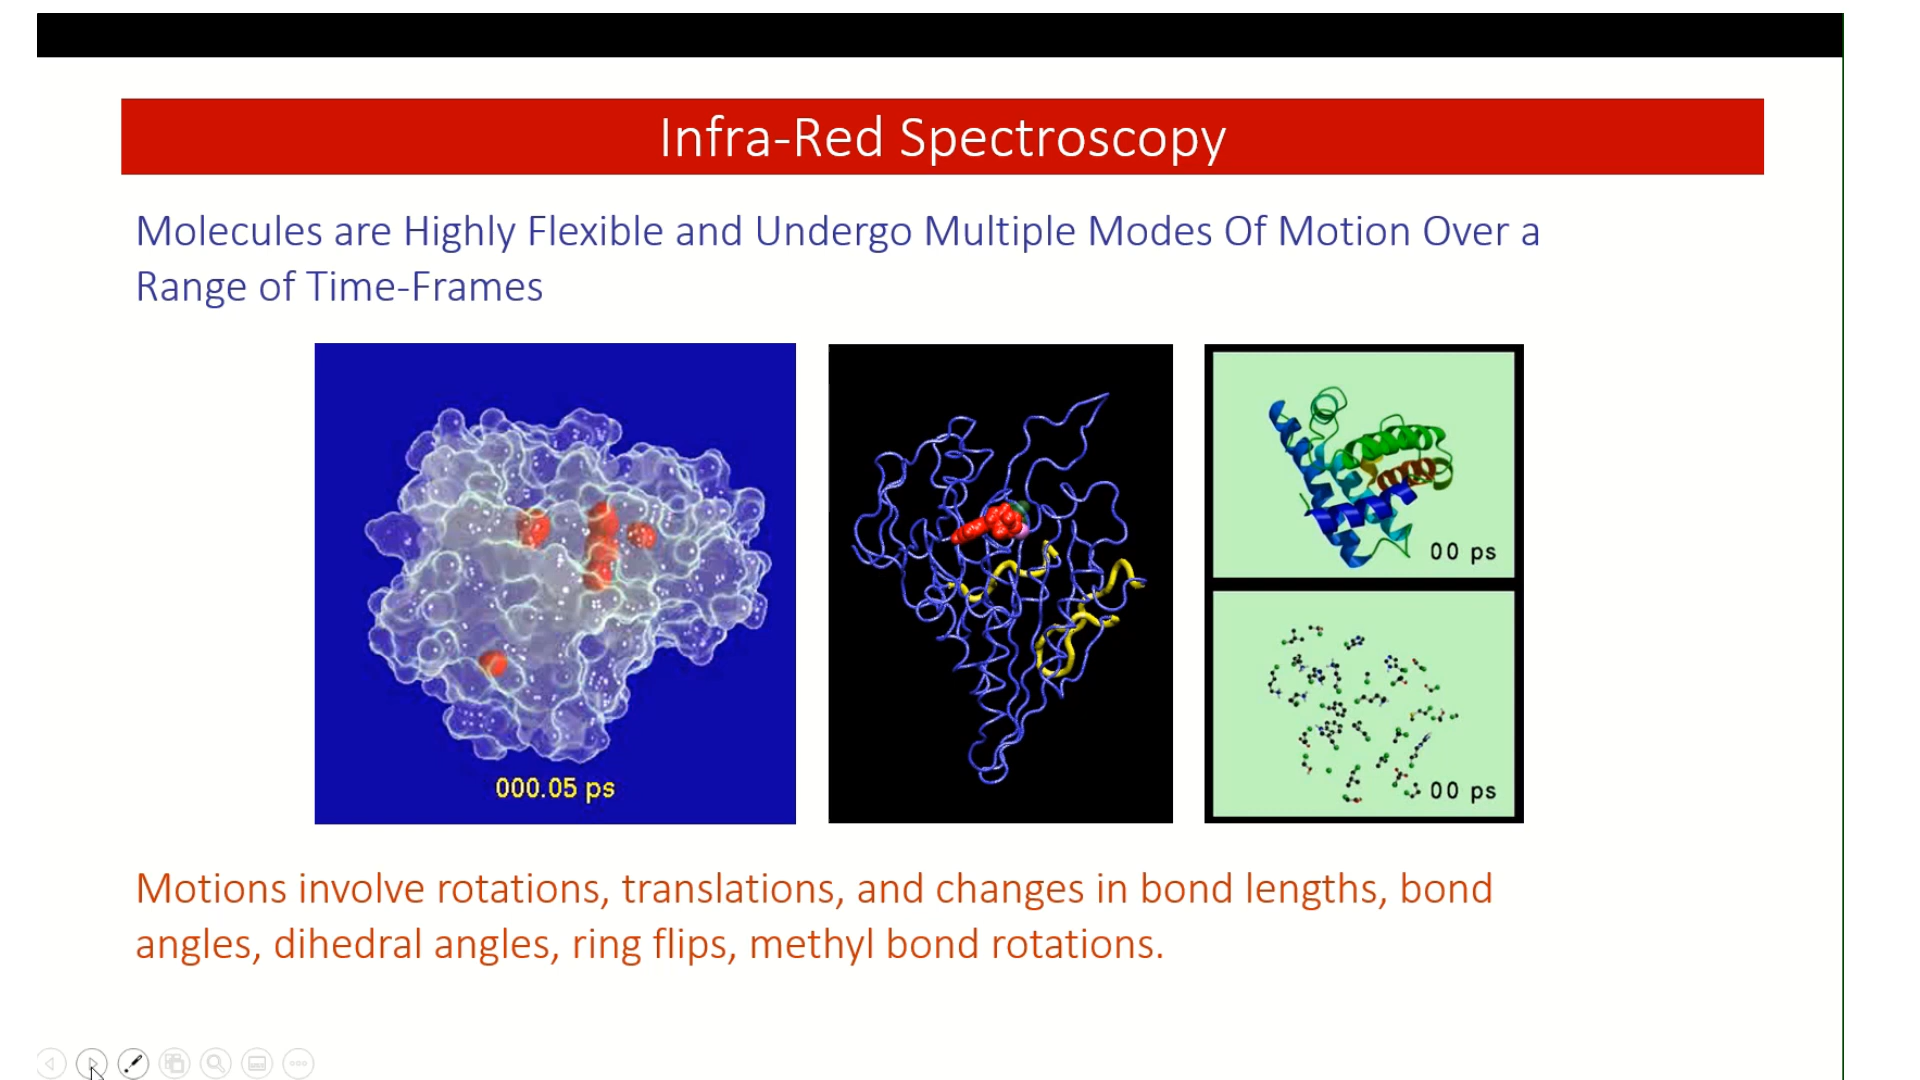 Infra-Red Spectroscopy
Molecules are Highly Flexible and Undergo Multiple Modes Of Motion Over a
Range of Time-Frames
000.05 ps
00 ps
00 ps
Motions involve rotations, translations, and changes in bond lengths, bond
angles, dihedral angles, ring flips, methyl bond rotations.